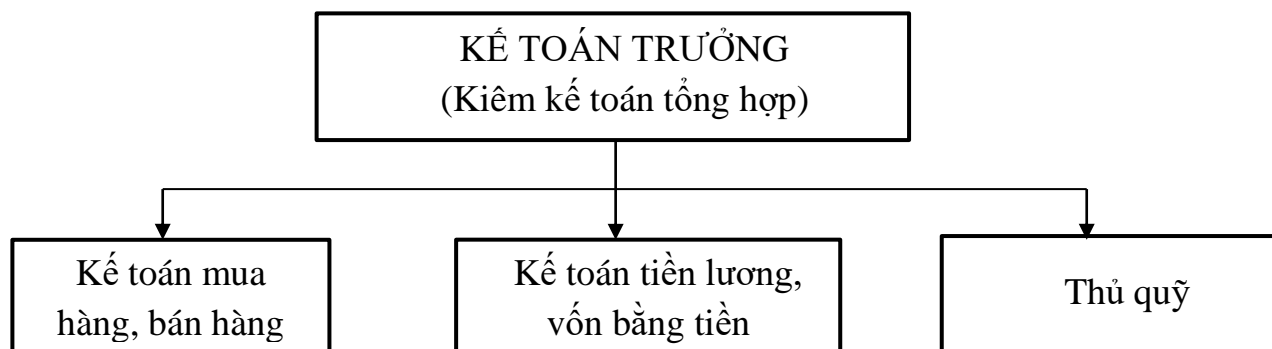 KẾ TOÁN TRƯỞNG
(Kiêm kế toán tổng hợp)
Kế toán mua
hàng, bán hàng
Kế toán tiền lương,
vốn bằng tiền
Thủ quỹ